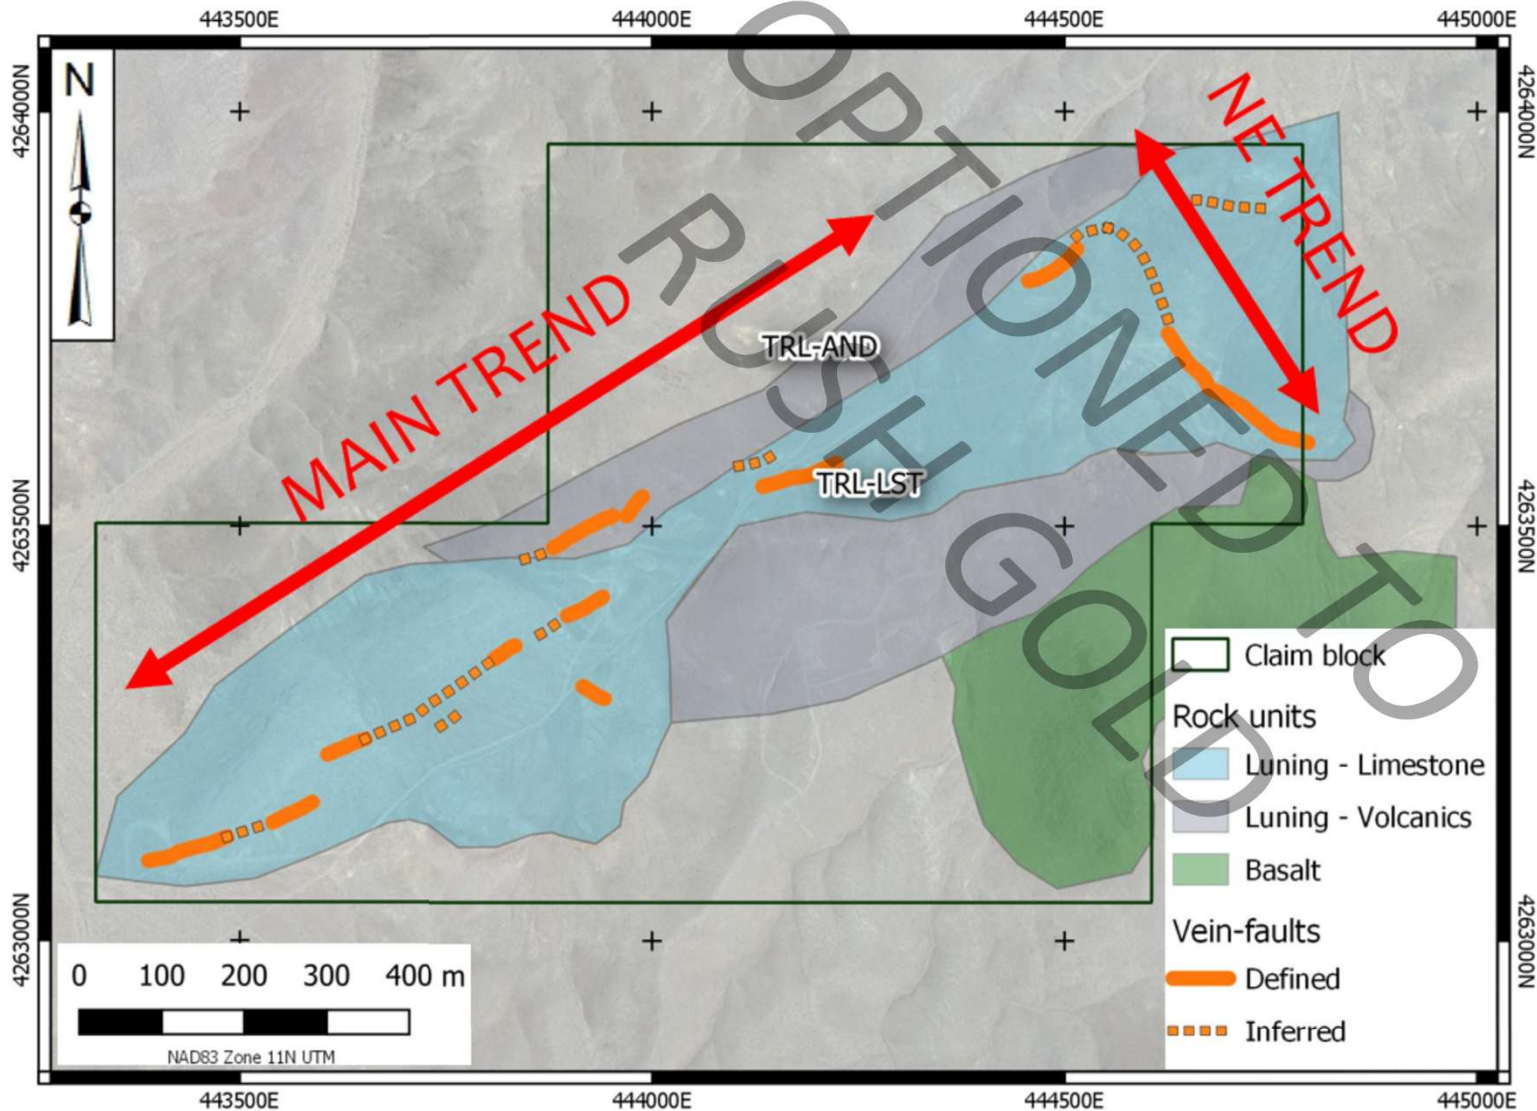 443500E 444000E 444500E 445000E
4264000N 4264000N
N
NE TREND
MAIN TREND
TRL-AND
TRL-LST
4263500N 4263500N
OPTIONED TO
RUSH GOLD
Claim block
Rock units
Luning - Limestone
Luning - Volcanics
Basalt
Vein-faults
Defined
Inferred
4263000N 4263000N
0 100 200 300 400 m
NAD83 Zone 11N UTM
443500E 444000E 444500E 445000E